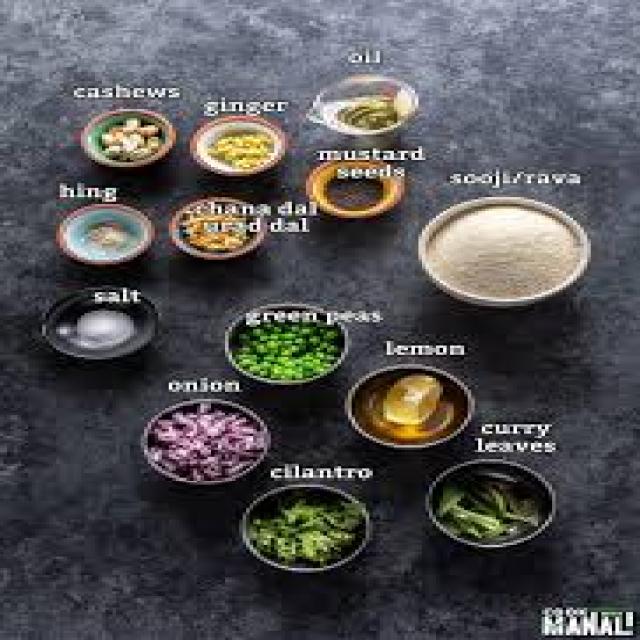 oil
cashews
ginger
mustard
seeds
sooji/rava
hing
chana dal
urad dal
salt
green peas
lemon
onion
curry
leaves
cilantro
COOK
MANALI